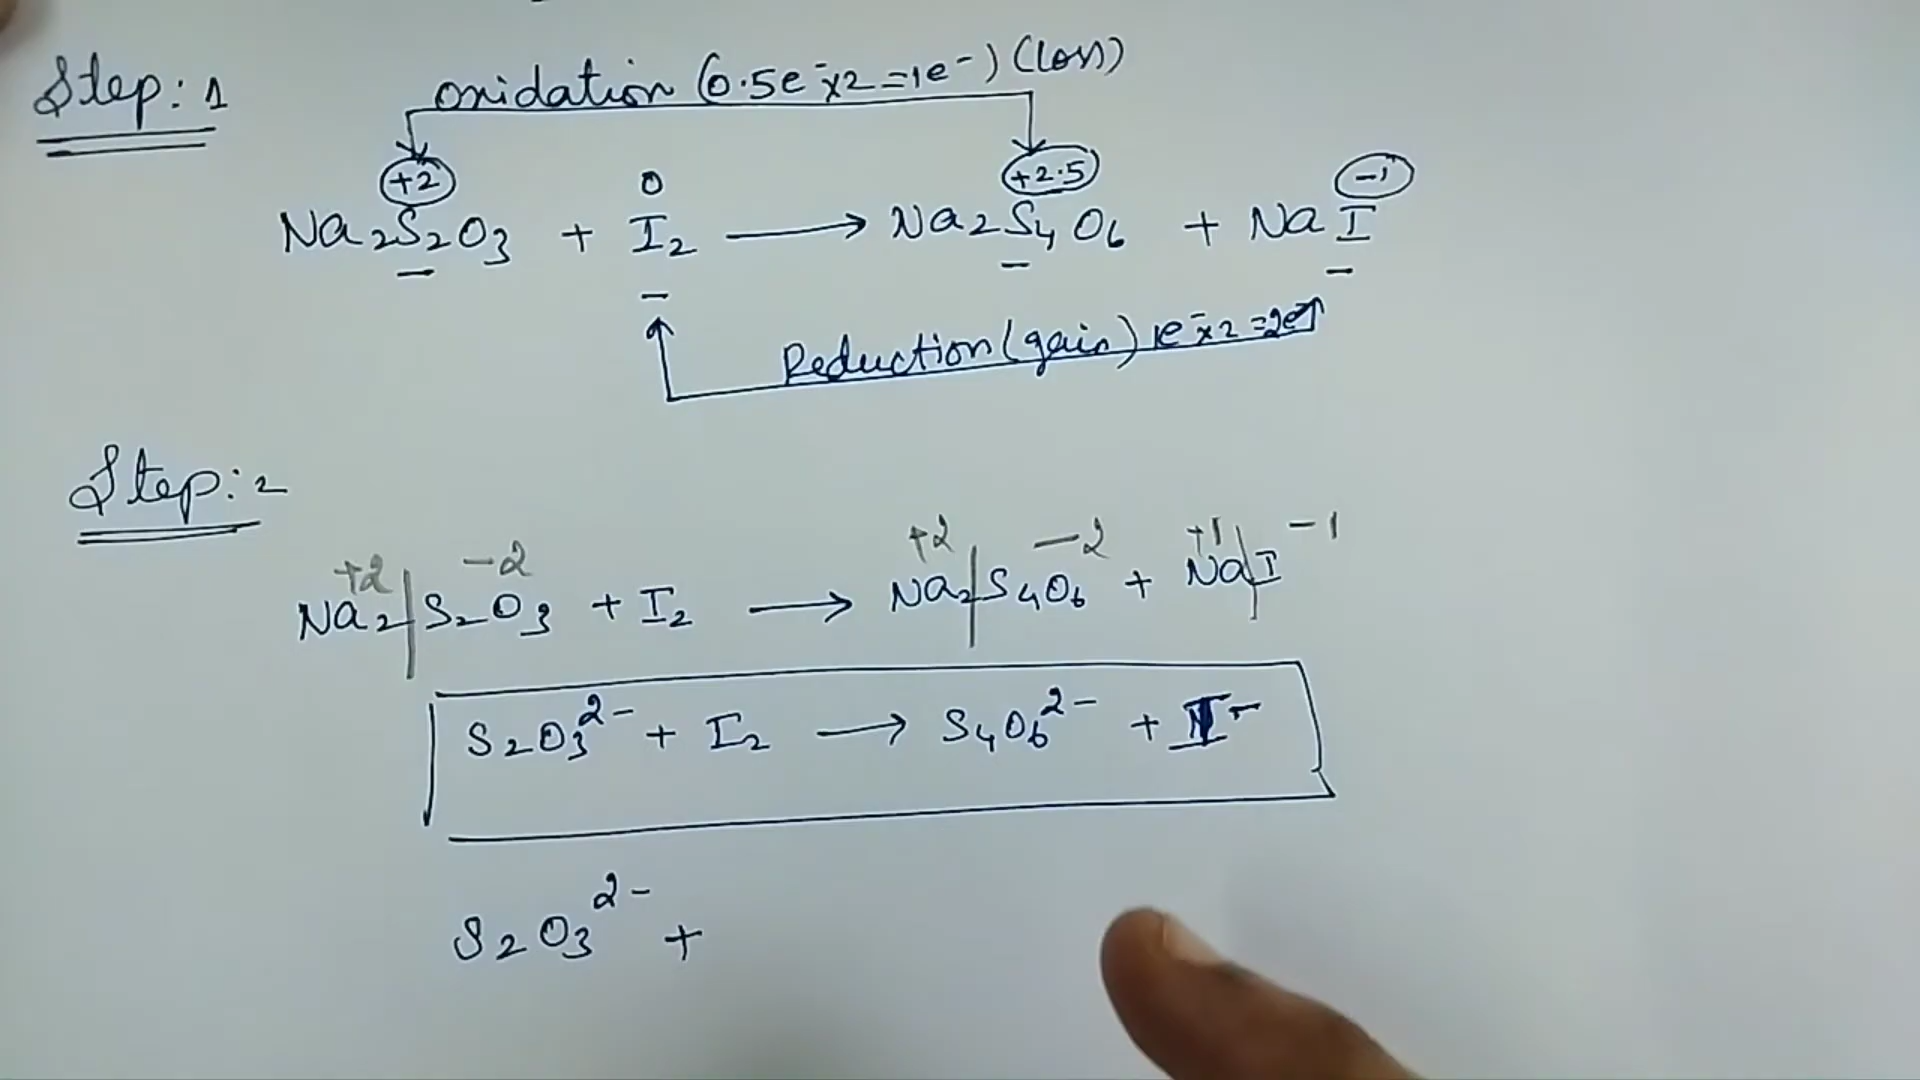 Step: 1
oxidation (0.5e⁻x2=1e⁻) (loss)
+2 0 +2.5 -1
Na₂S₂O₃ + I₂ ⟶ Na₂S₄O₆ + NaI
Reduction (gain) 1e⁻x2=2e⁻
Step: 2
+2 -2 +2 -2 +1 -1
Na₂|S₂O₃ + I₂ ⟶ Na₂|S₄O₆ + Na|I
S₂O₃²⁻ + I₂ ⟶ S₄O₆²⁻ + I⁻
S₂O₃²⁻ +